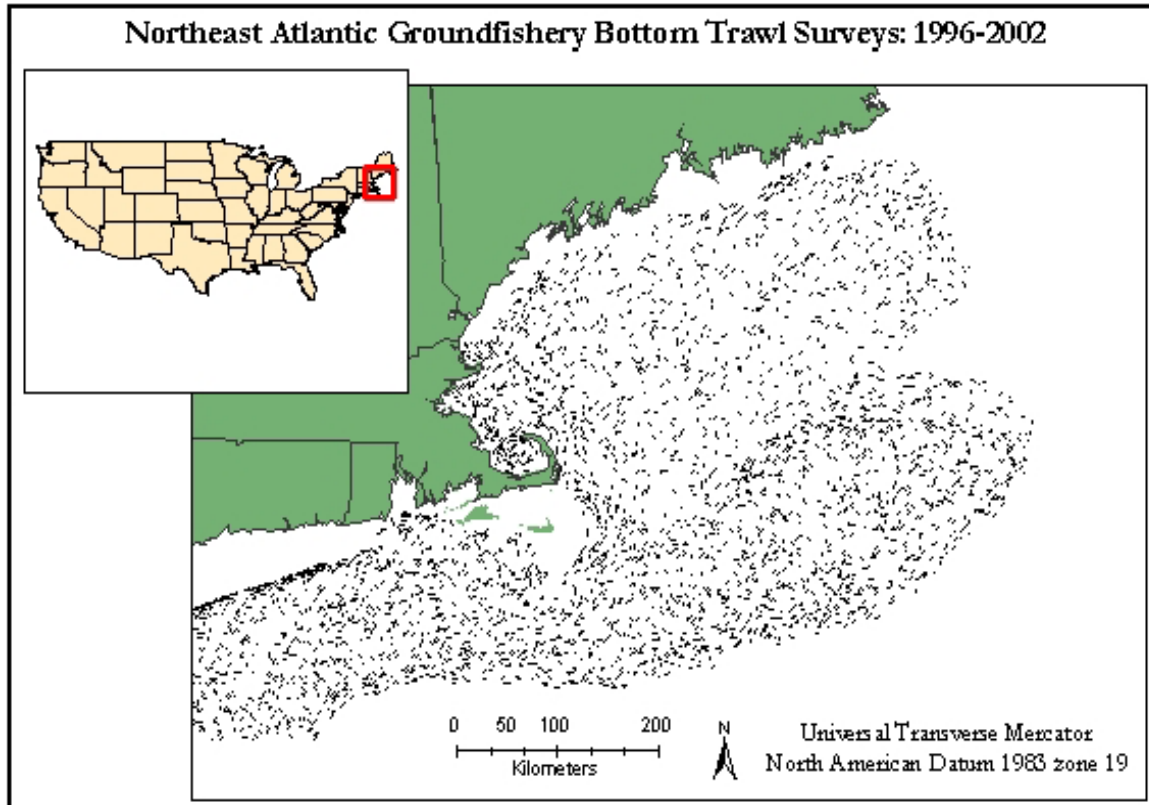 Northeast Atlantic Groundfishery Bottom Trawl Surveys: 1996-2002
0 50 100 200
Kilometers
N
Universal Transverse Mercator
North American Datum 1983 zone 19